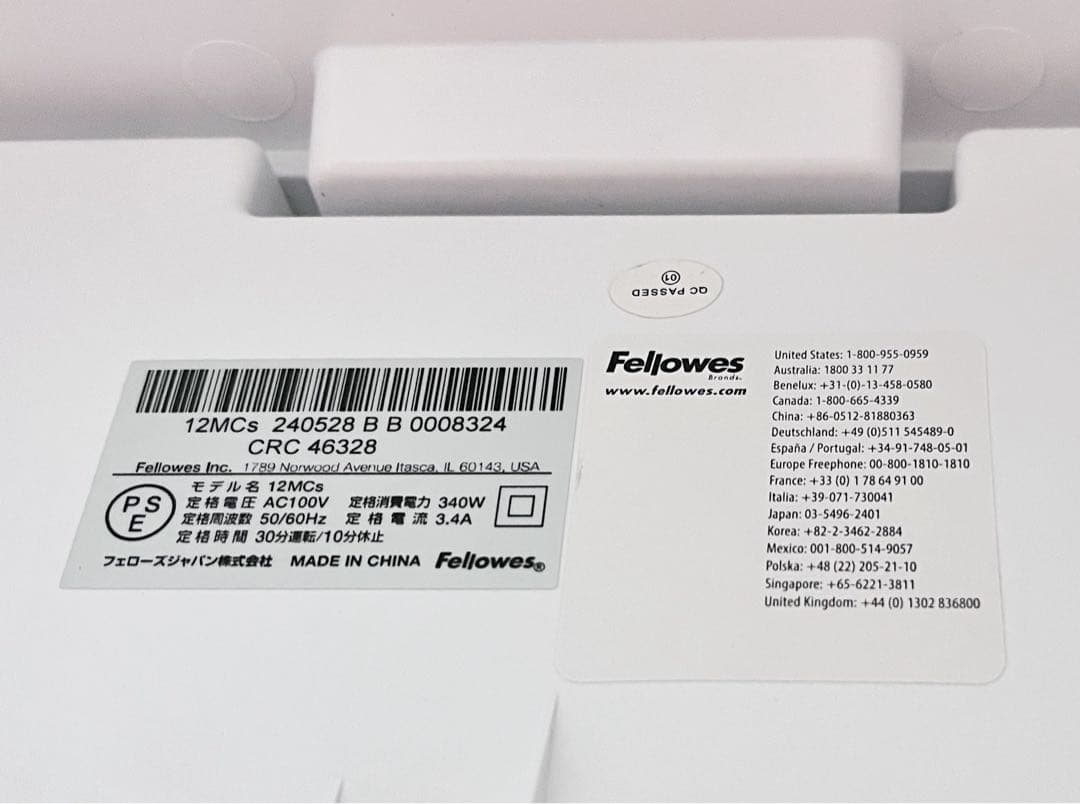 01
QC PASSED
12MCs 240528 B B 0008324
CRC 46328
Fellowes Inc. 1789 Norwood Avenue Itasca, IL 60143, USA
P S E
モデル名 12MCs
定格電圧 AC100V 定格消費電力 340W
定格周波数 50/60Hz 定格電流 3.4A
定格時間 30分運転/10分休止
フェローズジャパン株式会社 MADE IN CHINA Fellowes®
Fellowes
Brands™
www.fellowes.com
United States: 1-800-955-0959
Australia: 1800 33 11 77
Benelux: +31-(0)-13-458-0580
Canada: 1-800-665-4339
China: +86-0512-81880363
Deutschland: +49 (0)511 545489-0
España / Portugal: +34-91-748-05-01
Europe Freephone: 00-800-1810-1810
France: +33 (0) 1 78 64 91 00
Italia: +39-071-730041
Japan: 03-5496-2401
Korea: +82-2-3462-2884
Mexico: 001-800-514-9057
Polska: +48 (22) 205-21-10
Singapore: +65-6221-3811
United Kingdom: +44 (0) 1302 836800